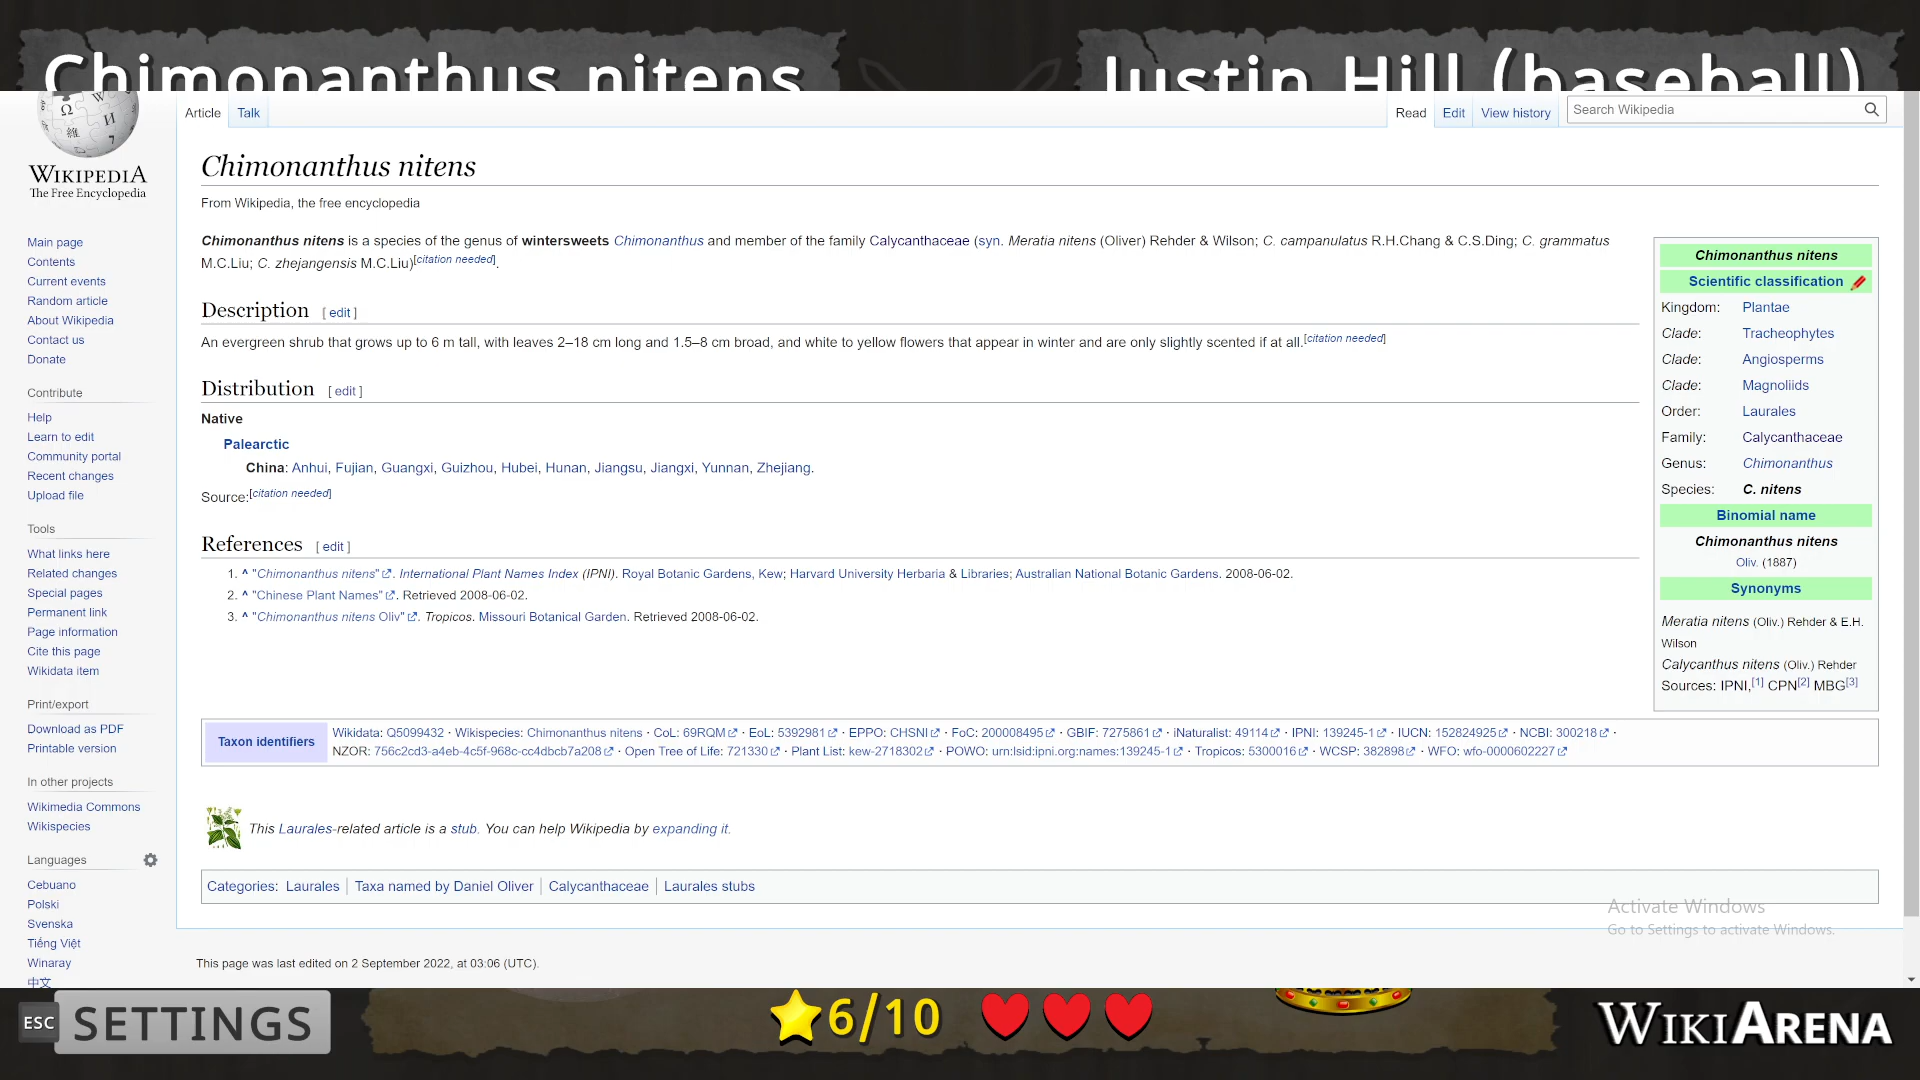 Chimonanthus nitens
Justin Hill (baseball)
WIKIPEDIA
The Free Encyclopedia
Main page
Contents
Current events
Random article
About Wikipedia
Contact us
Donate
Contribute
Help
Learn to edit
Community portal
Recent changes
Upload file
Tools
What links here
Related changes
Special pages
Permanent link
Page information
Cite this page
Wikidata item
Print/export
Download as PDF
Printable version
In other projects
Wikimedia Commons
Wikispecies
Languages
Cebuano
Polski
Svenska
Tiếng Việt
Winaray
中文
Article Talk
Read Edit View history Search Wikipedia
Chimonanthus nitens
From Wikipedia, the free encyclopedia
Chimonanthus nitens is a species of the genus of wintersweets Chimonanthus and member of the family Calycanthaceae (syn. Meratia nitens (Oliver) Rehder & Wilson; C. campanulatus R.H.Chang & C.S.Ding; C. grammatus
M.C.Liu; C. zhejangensis M.C.Liu)[citation needed].
Description [ edit ]
An evergreen shrub that grows up to 6 m tall, with leaves 2–18 cm long and 1.5–8 cm broad, and white to yellow flowers that appear in winter and are only slightly scented if at all.[citation needed]
Distribution [ edit ]
Native
Palearctic
China: Anhui, Fujian, Guangxi, Guizhou, Hubei, Hunan, Jiangsu, Jiangxi, Yunnan, Zhejiang.
Source:[citation needed]
References [ edit ]
1. ^ "Chimonanthus nitens". International Plant Names Index (IPNI). Royal Botanic Gardens, Kew; Harvard University Herbaria & Libraries; Australian National Botanic Gardens. 2008-06-02.
2. ^ "Chinese Plant Names". Retrieved 2008-06-02.
3. ^ "Chimonanthus nitens Oliv". Tropicos. Missouri Botanical Garden. Retrieved 2008-06-02.
Chimonanthus nitens
Scientific classification
Kingdom: Plantae
Clade: Tracheophytes
Clade: Angiosperms
Clade: Magnoliids
Order: Laurales
Family: Calycanthaceae
Genus: Chimonanthus
Species: C. nitens
Binomial name
Chimonanthus nitens
Oliv. (1887)
Synonyms
Meratia nitens (Oliv.) Rehder & E.H.
Wilson
Calycanthus nitens (Oliv.) Rehder
Sources: IPNI,[1] CPN[2] MBG[3]
Taxon identifiers
Wikidata: Q5099432 · Wikispecies: Chimonanthus nitens · CoL: 69RQM · EoL: 5392981 · EPPO: CHSNI · FoC: 200008495 · GBIF: 7275861 · iNaturalist: 49114 · IPNI: 139245-1 · IUCN: 152824925 · NCBI: 300218 ·
NZOR: 756c2cd3-a4eb-4c5f-968c-cc4dbcb7a208 · Open Tree of Life: 721330 · Plant List: kew-2718302 · POWO: urn:lsid:ipni.org:names:139245-1 · Tropicos: 5300016 · WCSP: 382898 · WFO: wfo-0000602227
This Laurales-related article is a stub. You can help Wikipedia by expanding it.
Categories: Laurales | Taxa named by Daniel Oliver | Calycanthaceae | Laurales stubs
Activate Windows
Go to Settings to activate Windows.
This page was last edited on 2 September 2022, at 03:06 (UTC).
ESC SETTINGS
6/10
WIKIARENA